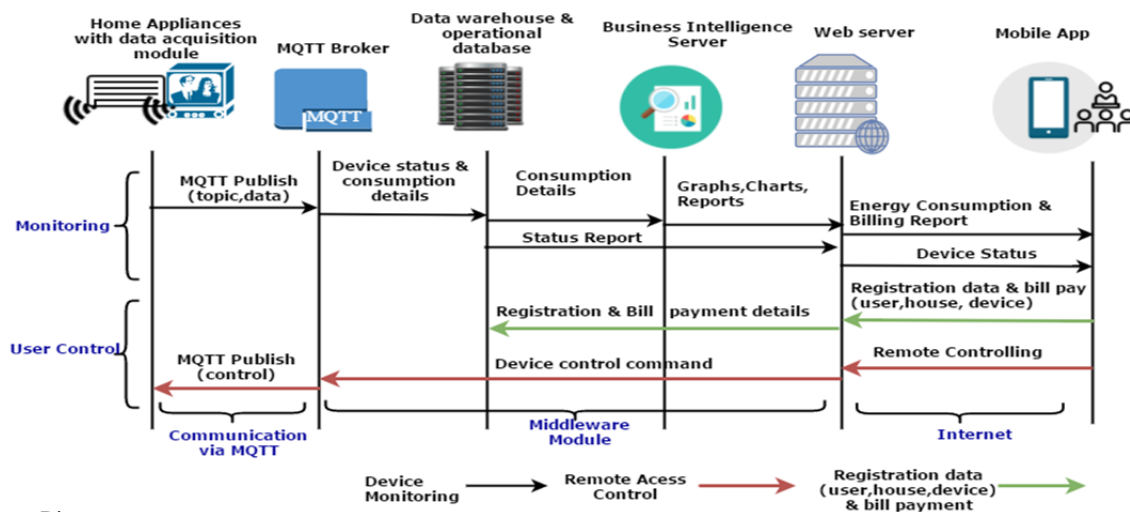 Home Appliances
with data acquisition
module
MQTT Broker
Data warehouse &
operational
database
Business Intelligence
Server
Web server
Mobile App
MQTT
MQTT Publish
(topic,data)
Device status &
consumption
details
Consumption
Details
Graphs,Charts,
Reports
Energy Consumption &
Billing Report
Monitoring
Status Report
Device Status
Registration data & bill pay
(user,house, device)
Registration & Bill payment details
User Control
MQTT Publish
(control)
Device control command
Remote Controlling
Communication
via MQTT
Middleware
Module
Internet
Device
Monitoring
Remote Acess
Control
Registration data
(user,house,device)
& bill payment